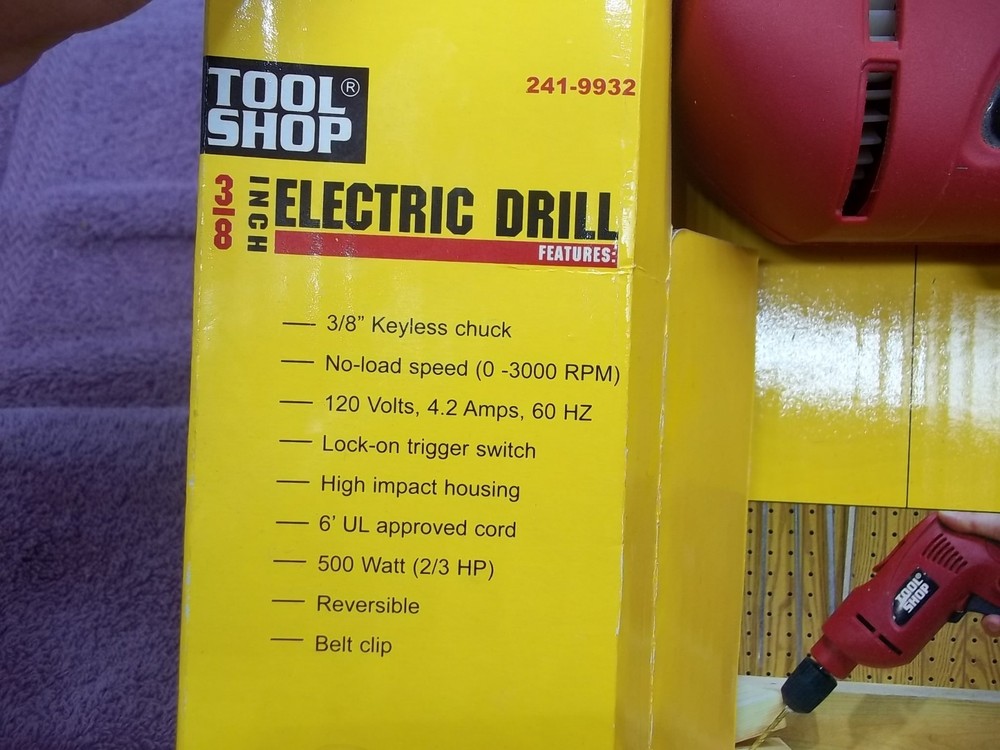 TOOL®
SHOP
241-9932
3/8 INCH ELECTRIC DRILL
FEATURES:
— 3/8” Keyless chuck
— No-load speed (0 -3000 RPM)
— 120 Volts, 4.2 Amps, 60 HZ
— Lock-on trigger switch
— High impact housing
— 6’ UL approved cord
— 500 Watt (2/3 HP)
— Reversible
— Belt clip
TOOL®
SHOP